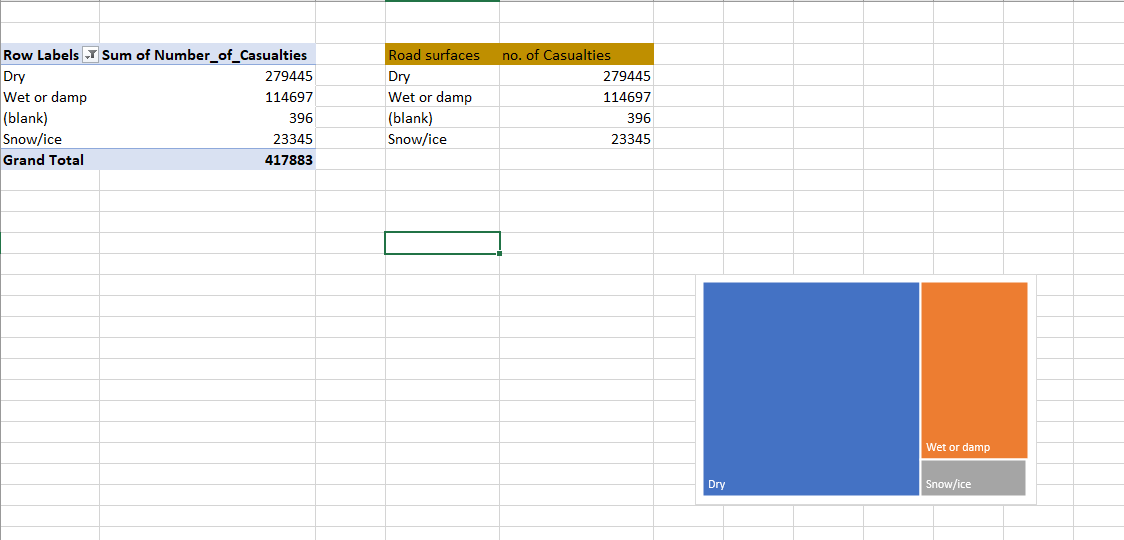 Row Labels Sum of Number_of_Casualties
Dry 279445
Wet or damp 114697
(blank) 396
Snow/ice 23345
Grand Total 417883
Road surfaces no. of Casualties
Dry 279445
Wet or damp 114697
(blank) 396
Snow/ice 23345
Wet or damp
Dry
Snow/ice